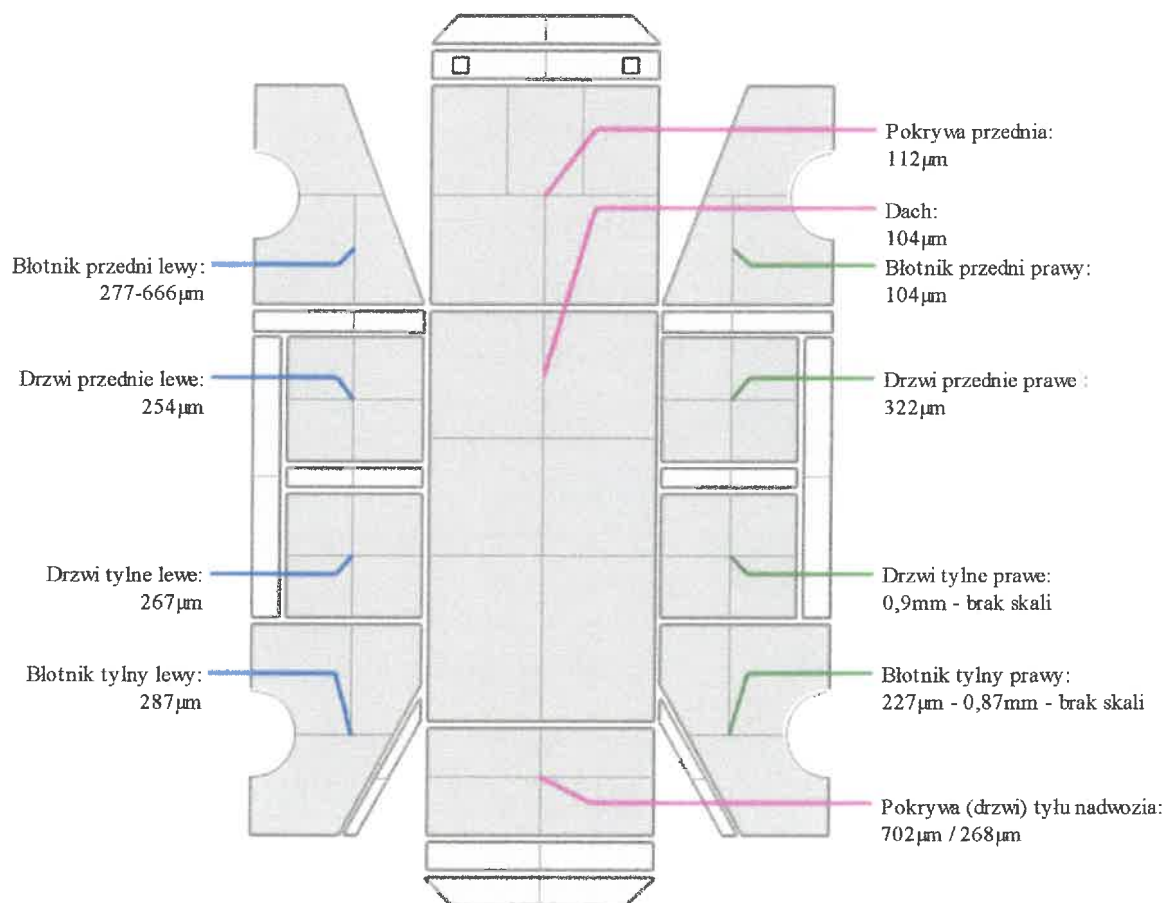 Pokrywa przednia:
112µm
Dach:
104µm
Błotnik przedni lewy:
277-666µm
Błotnik przedni prawy:
104µm
Drzwi przednie lewe:
254µm
Drzwi przednie prawe :
322µm
Drzwi tylne lewe:
267µm
Drzwi tylne prawe:
0,9mm - brak skali
Błotnik tylny lewy:
287µm
Błotnik tylny prawy:
227µm - 0,87mm - brak skali
Pokrywa (drzwi) tyłu nadwozia:
702µm / 268µm